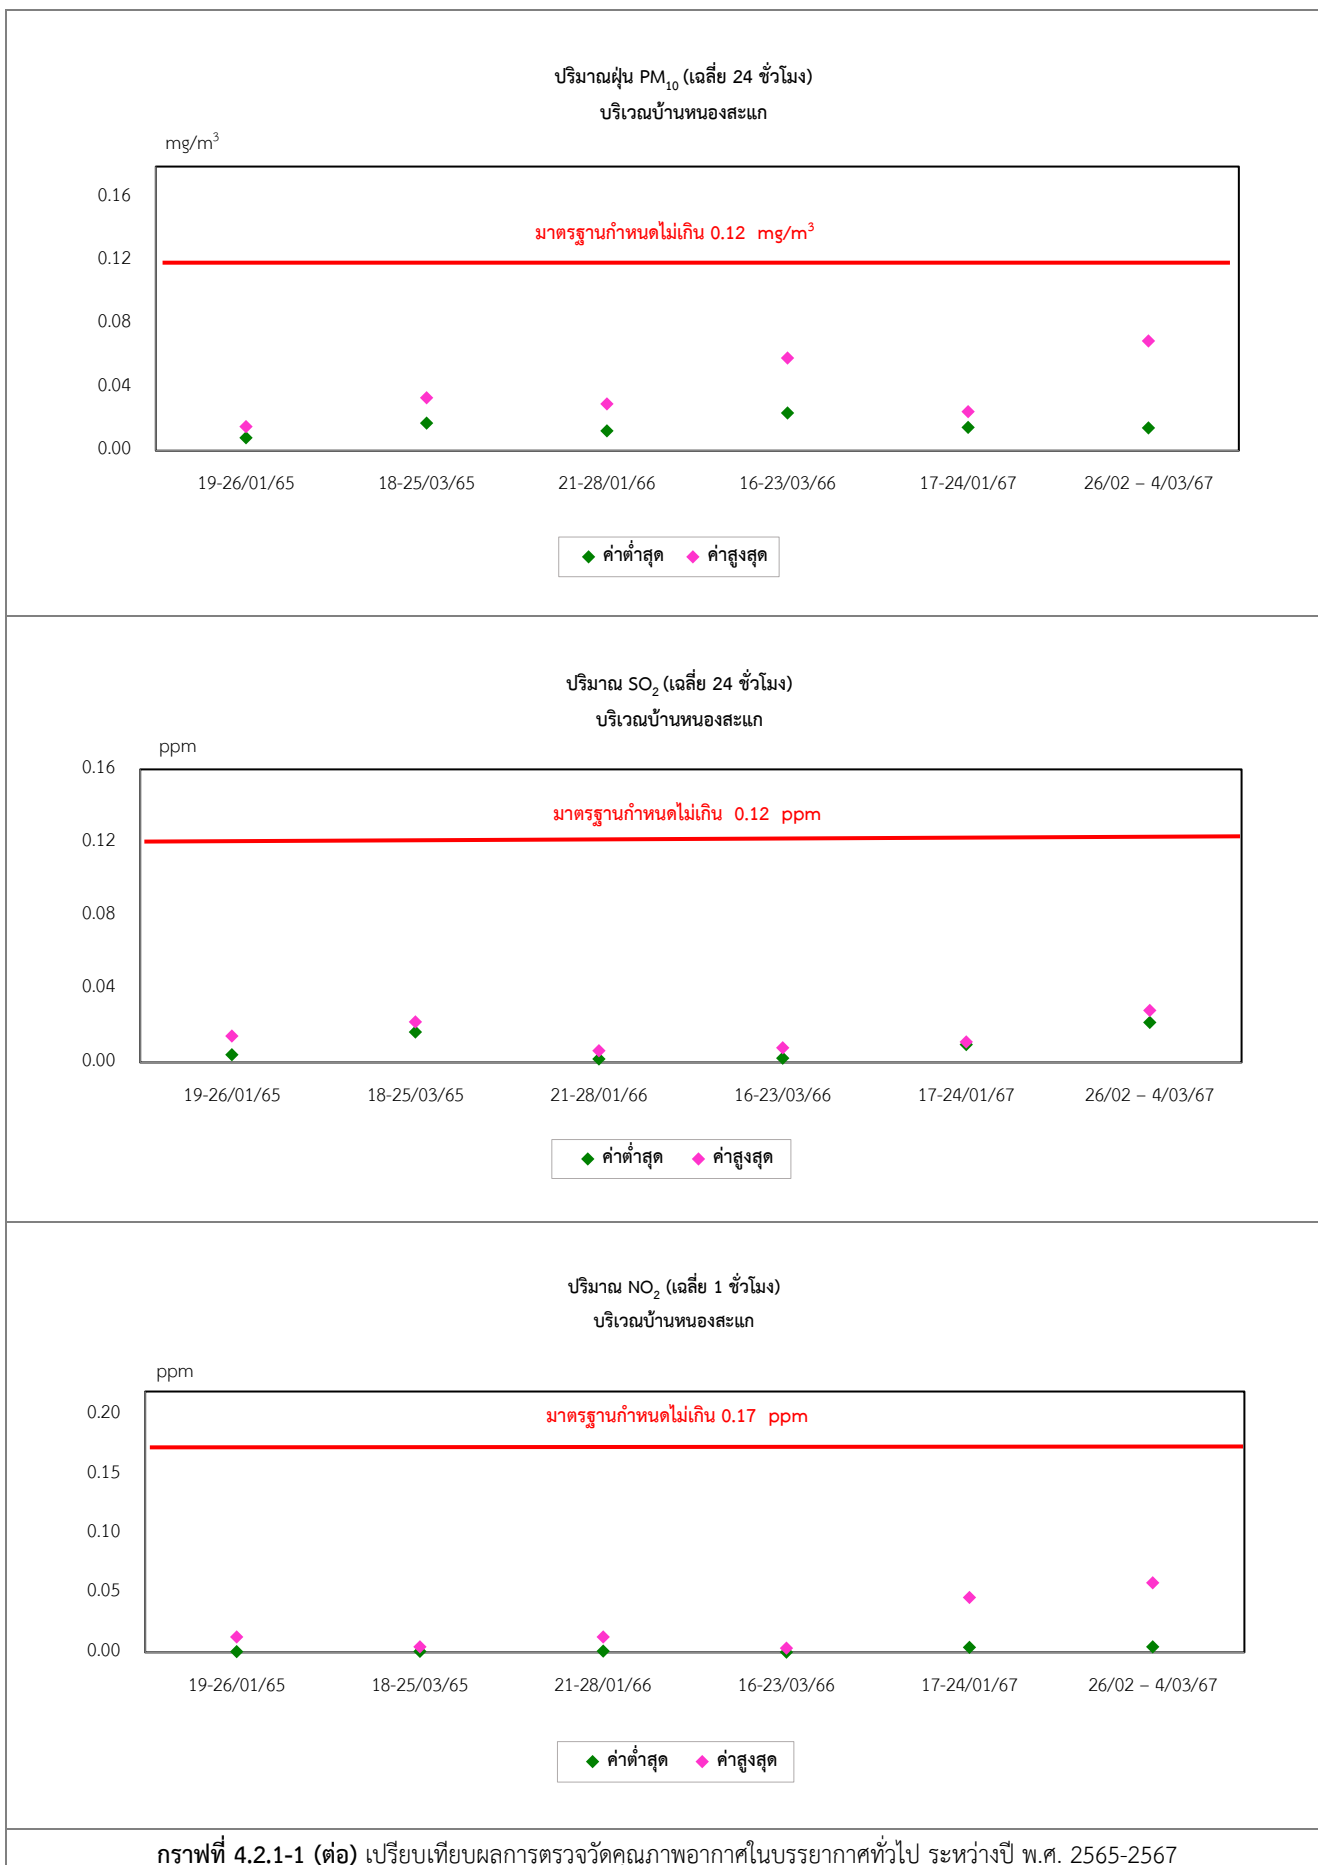 ปริมาณฝุ่น PM₁₀ (เฉลี่ย 24 ชั่วโมง)
บริเวณบ้านหนองสะแก
mg/m³
0.16
มาตรฐานกำหนดไม่เกิน 0.12 mg/m³
0.12
0.08
0.04
0.00
19-26/01/65 18-25/03/65 21-28/01/66 16-23/03/66 17-24/01/67 26/02 – 4/03/67
ค่าต่ำสุด ค่าสูงสุด
ปริมาณ SO₂ (เฉลี่ย 24 ชั่วโมง)
บริเวณบ้านหนองสะแก
ppm
0.16
มาตรฐานกำหนดไม่เกิน 0.12 ppm
0.12
0.08
0.04
0.00
19-26/01/65 18-25/03/65 21-28/01/66 16-23/03/66 17-24/01/67 26/02 – 4/03/67
ค่าต่ำสุด ค่าสูงสุด
ปริมาณ NO₂ (เฉลี่ย 1 ชั่วโมง)
บริเวณบ้านหนองสะแก
ppm
0.20
มาตรฐานกำหนดไม่เกิน 0.17 ppm
0.15
0.10
0.05
0.00
19-26/01/65 18-25/03/65 21-28/01/66 16-23/03/66 17-24/01/67 26/02 – 4/03/67
ค่าต่ำสุด ค่าสูงสุด
กราฟที่ 4.2.1-1 (ต่อ) เปรียบเทียบผลการตรวจวัดคุณภาพอากาศในบรรยากาศทั่วไป ระหว่างปี พ.ศ. 2565-2567